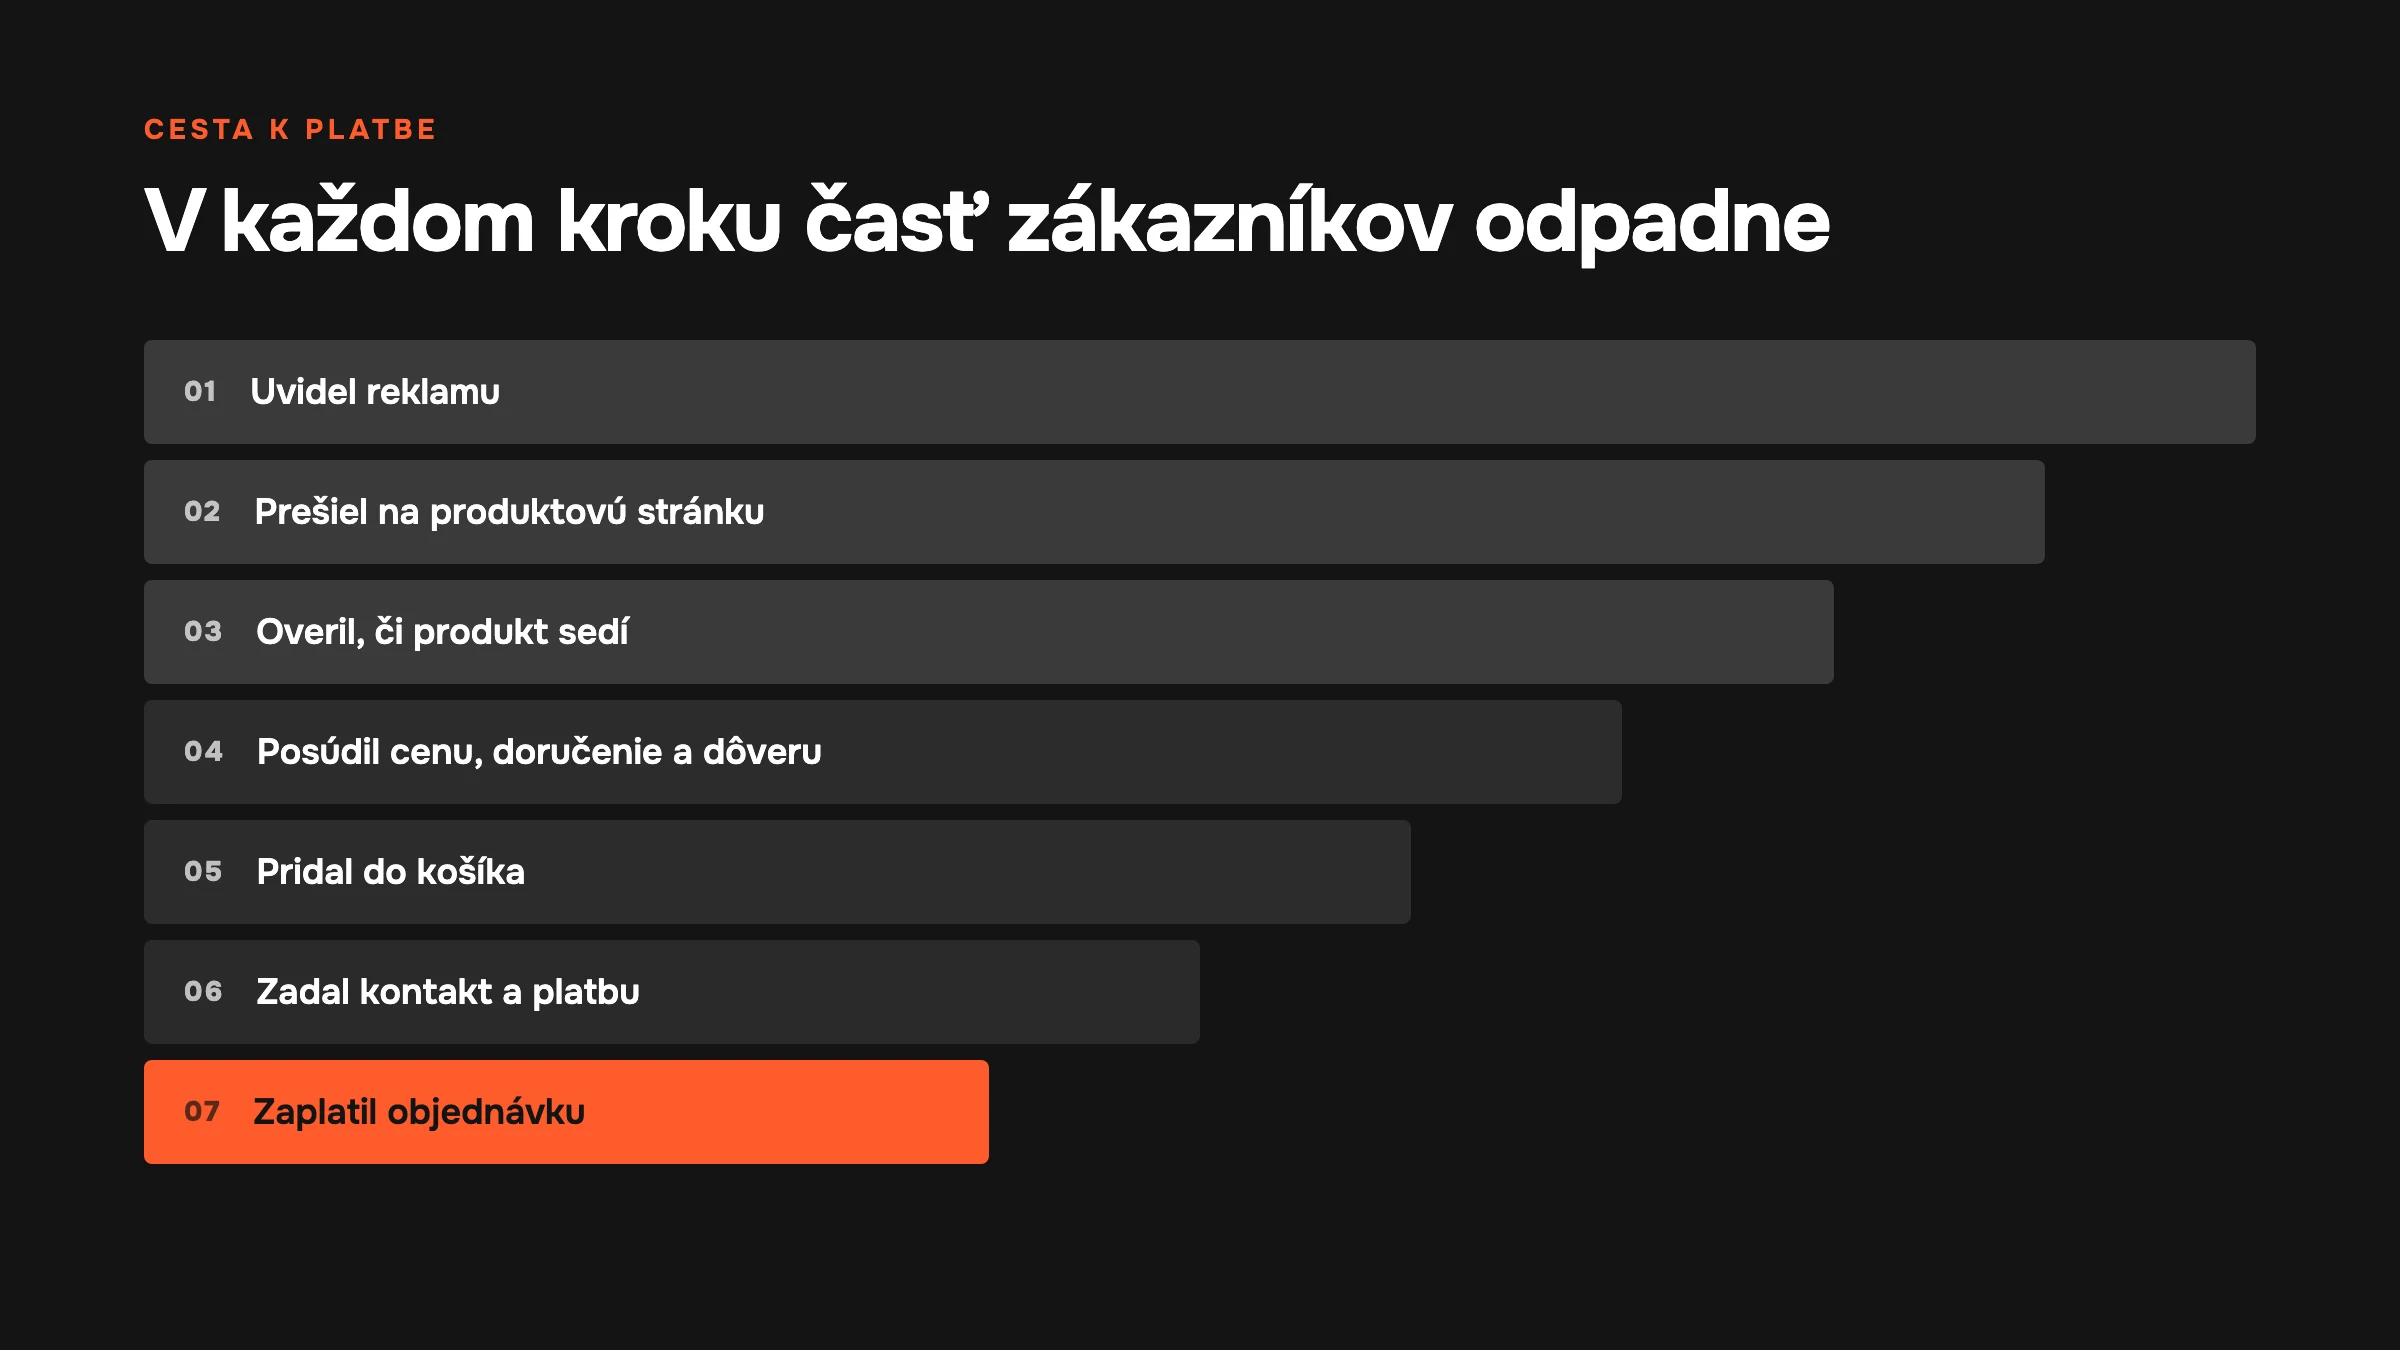 CESTA K PLATBE
V každom kroku časť zákazníkov odpadne
01 Uvidel reklamu
02 Prešiel na produktovú stránku
03 Overil, či produkt sedí
04 Posúdil cenu, doručenie a dôveru
05 Pridal do košíka
06 Zadal kontakt a platbu
07 Zaplatil objednávku